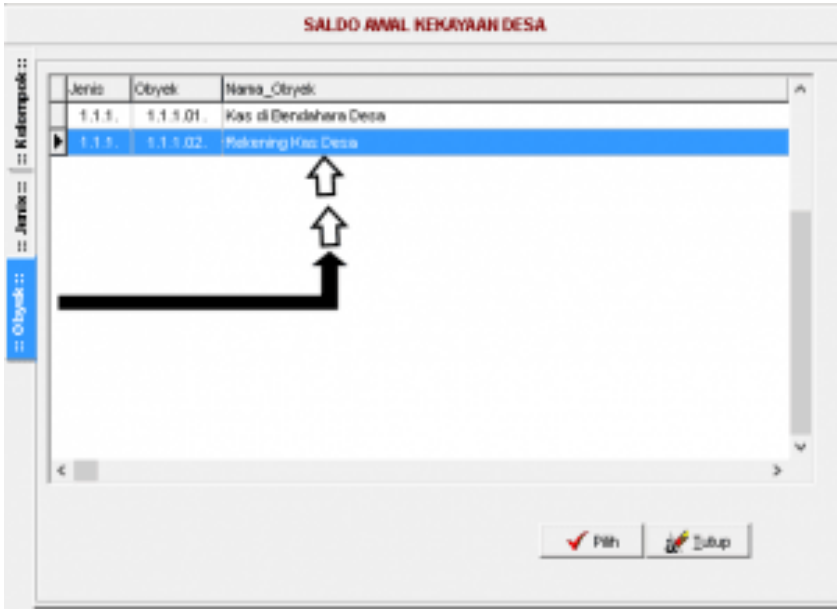 SALDO AWAL KEKAYAAN DESA
:: Kelompok ::
:: Jenis ::
:: Obyek ::
Jenis Obyek Nama_Obyek
1.1.1. 1.1.1.01. Kas di Bendahara Desa
1.1.1. 1.1.1.02. Rekening Kas Desa
Pilih Tutup